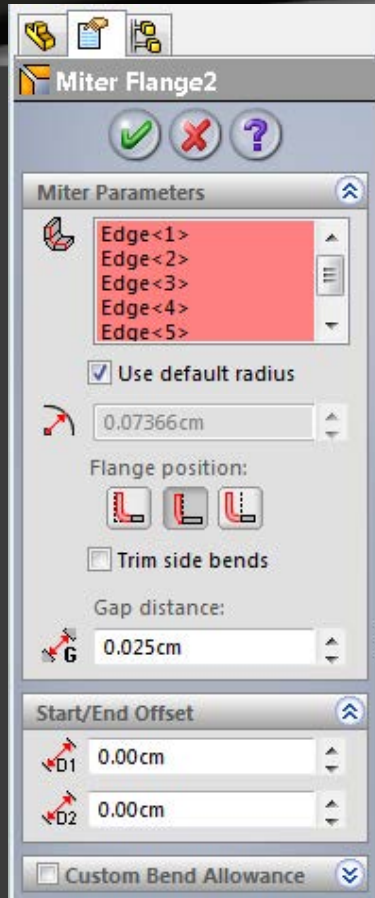 Miter Flange2
Miter Parameters
Edge<1>
Edge<2>
Edge<3>
Edge<4>
Edge<5>
Use default radius
0.07366cm
Flange position:
Trim side bends
Gap distance:
G 0.025cm
Start/End Offset
D1 0.00cm
D2 0.00cm
Custom Bend Allowance